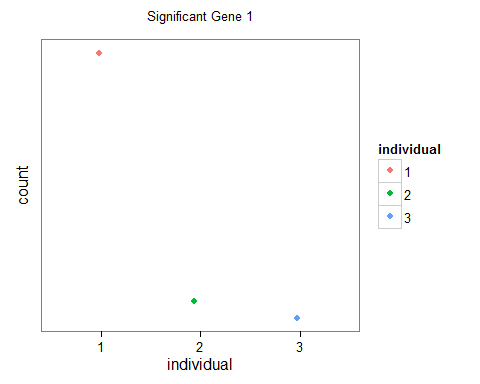 Significant Gene 1
count
1 2 3
individual
individual
1
2
3